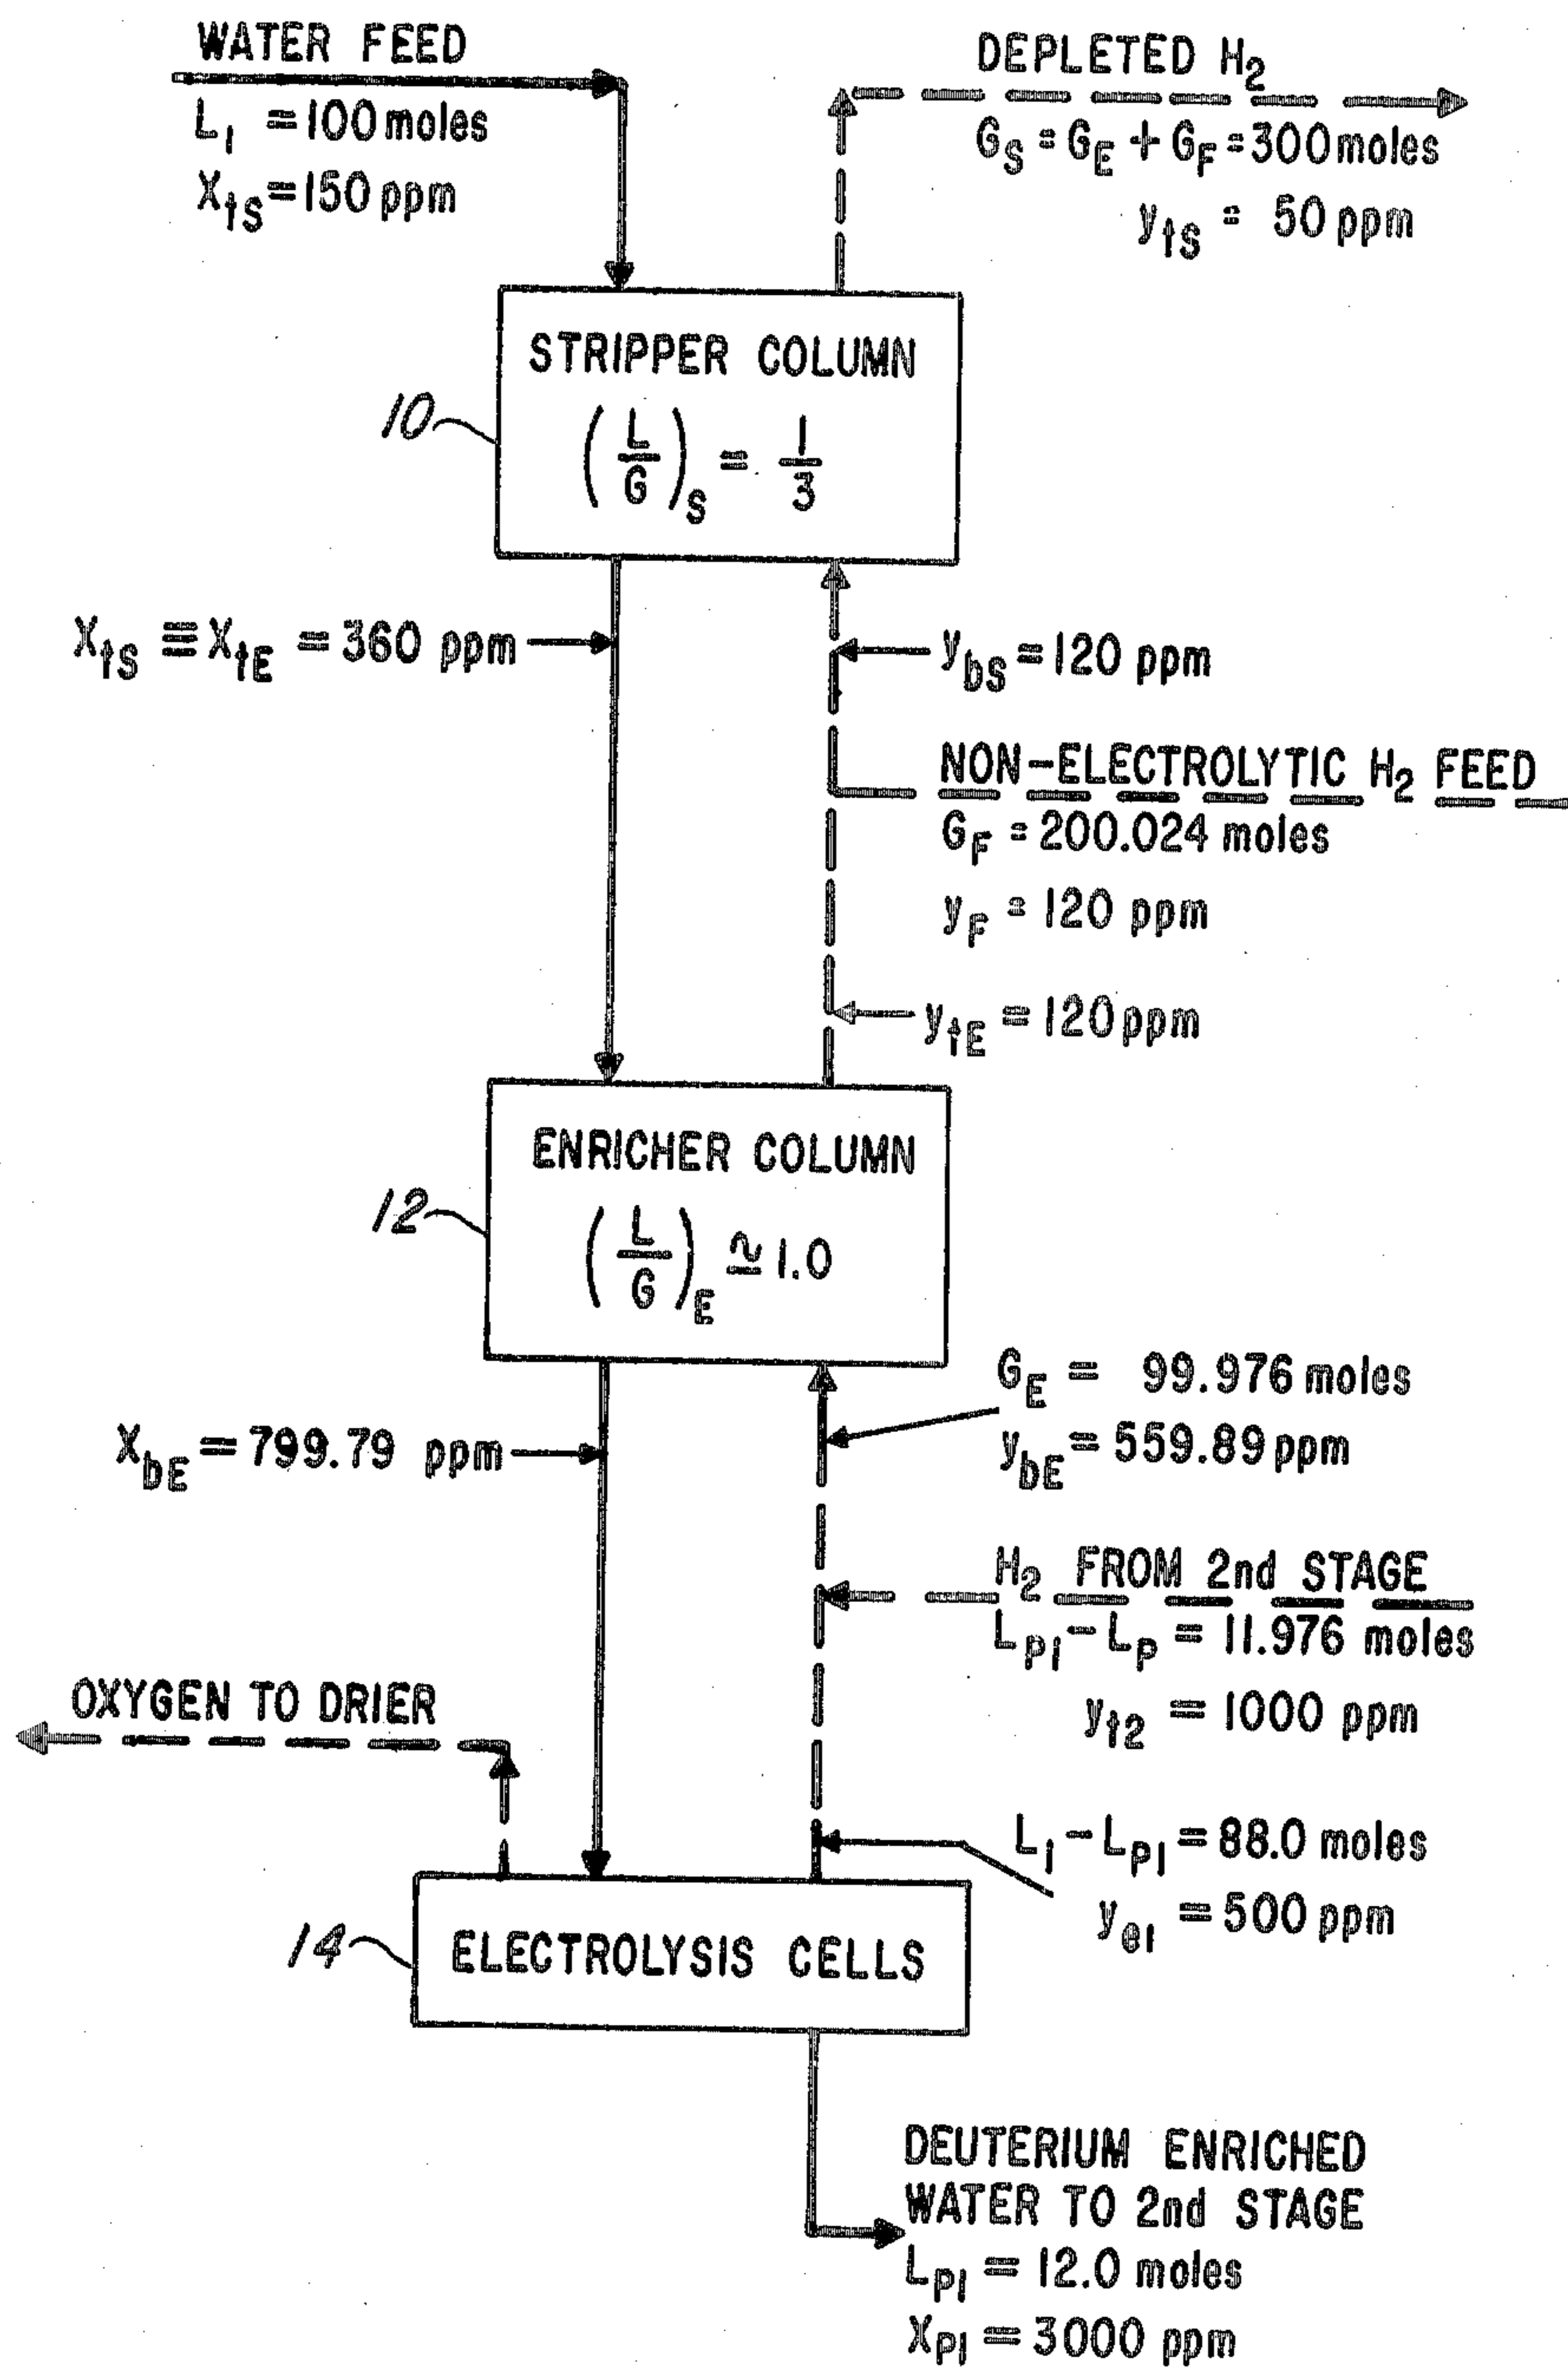 WATER FEED
L₁ = 100 moles
XtS = 150 ppm
DEPLETED H₂
GS = GE + GF = 300 moles
ytS = 50 ppm
STRIPPER COLUMN
(L/G)S = 1/3
10
XtS ≡ XtE = 360 ppm
ybS = 120 ppm
NON-ELECTROLYTIC H₂ FEED
GF = 200.024 moles
yF = 120 ppm
ytE = 120 ppm
ENRICHER COLUMN
(L/G)E ≅ 1.0
12
GE = 99.976 moles
ybE = 559.89 ppm
XbE = 799.79 ppm
H₂ FROM 2nd STAGE
LP1 - LP = 11.976 moles
yt2 = 1000 ppm
OXYGEN TO DRIER
L₁ - LP1 = 88.0 moles
ye1 = 500 ppm
14
ELECTROLYSIS CELLS
DEUTERIUM ENRICHED
WATER TO 2nd STAGE
LP1 = 12.0 moles
XP1 = 3000 ppm